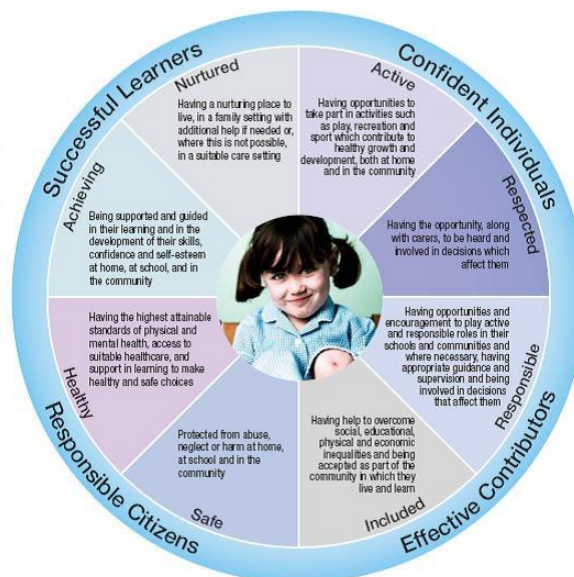 Successful Learners
Confident Individuals
Nurtured
Having a nurturing place to
live, in a family setting with
additional help if needed or,
where this is not possible,
in a suitable care setting
Active
Having opportunities to
take part in activities such
as play, recreation and
sport which contribute to
healthy growth and
development, both at home
and in the community
Respected
Having the opportunity, along
with carers, to be heard and
involved in decisions which
affect them
Responsible
Having opportunities and
encouragement to play active
and responsible roles in their
schools and communities and
where necessary, having
appropriate guidance and
supervision and being
involved in decisions
that affect them
Included
Having help to overcome
social, educational,
physical and economic
inequalities and being
accepted as part of the
community in which they
live and learn
Safe
Protected from abuse,
neglect or harm at home,
at school and in the
community
Healthy
Having the highest attainable
standards of physical and
mental health, access to
suitable healthcare, and
support in learning to make
healthy and safe choices
Achieving
Being supported and guided
in their learning and in the
development of their skills,
confidence and self-esteem
at home, at school, and in
the community
Responsible Citizens
Effective Contributors